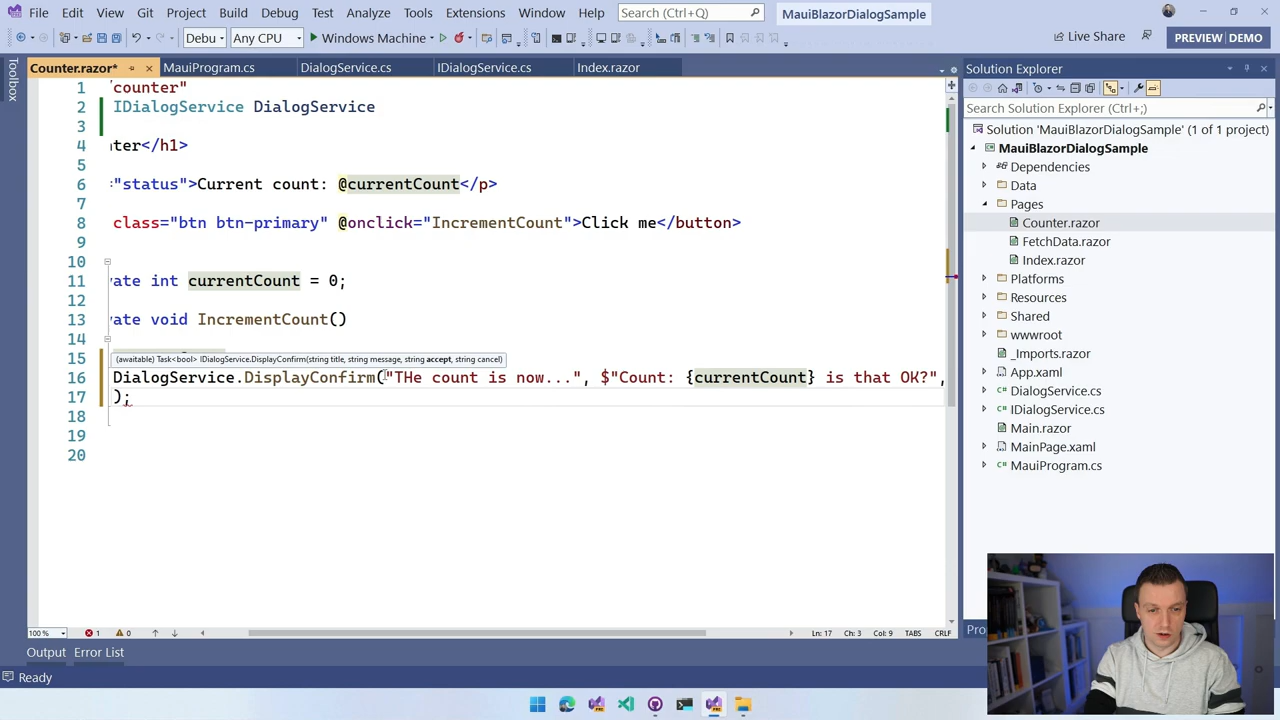 File Edit View Git Project Build Debug Test Analyze Tools Extensions Window Help Search (Ctrl+Q) MauiBlazorDialogSample
Debug Any CPU Windows Machine Live Share PREVIEW DEMO
Toolbox
Counter.razor* MauiProgram.cs DialogService.cs IDialogService.cs Index.razor
1 counter"
2 IDialogService DialogService
3
4 ter</h1>
5
6 "status">Current count: @currentCount</p>
7
8 class="btn btn-primary" @onclick="IncrementCount">Click me</button>
9
10
11 vate int currentCount = 0;
12
13 vate void IncrementCount()
14
15
(awaitable) Task<bool> IDialogService.DisplayConfirm(string title, string message, string accept, string cancel)
16 DialogService.DisplayConfirm("THe count is now...", $"Count: {currentCount} is that OK?",
17 );
18
19
20
100 % 1 0 Ln: 17 Ch: 3 Col: 9 TABS CRLF
Output Error List
Ready
Solution Explorer
Search Solution Explorer (Ctrl+;)
Solution 'MauiBlazorDialogSample' (1 of 1 project)
MauiBlazorDialogSample
Dependencies
Data
Pages
Counter.razor
FetchData.razor
Index.razor
Platforms
Resources
Shared
wwwroot
_Imports.razor
App.xaml
DialogService.cs
IDialogService.cs
Main.razor
MainPage.xaml
MauiProgram.cs
Pro